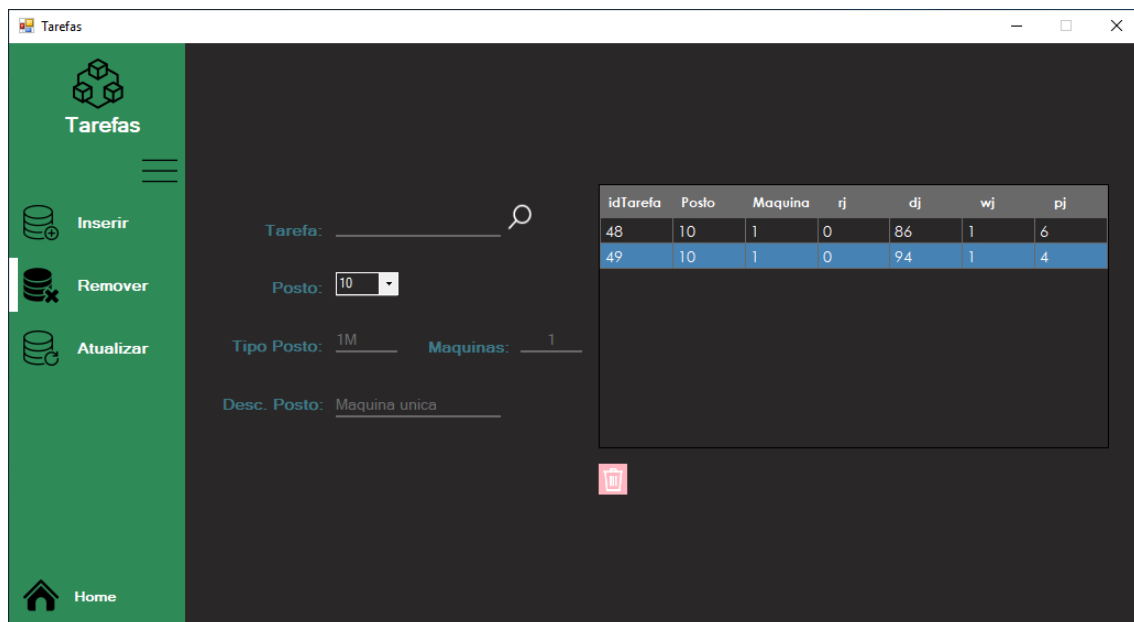 Tarefas
Tarefas
Inserir
Remover
Atualizar
Home
Tarefa:
Posto: 10
Tipo Posto: 1M Maquinas: 1
Desc. Posto: Maquina unica
idTarefa Posto Maquina rj dj wj pj
48 10 1 0 86 1 6
49 10 1 0 94 1 4